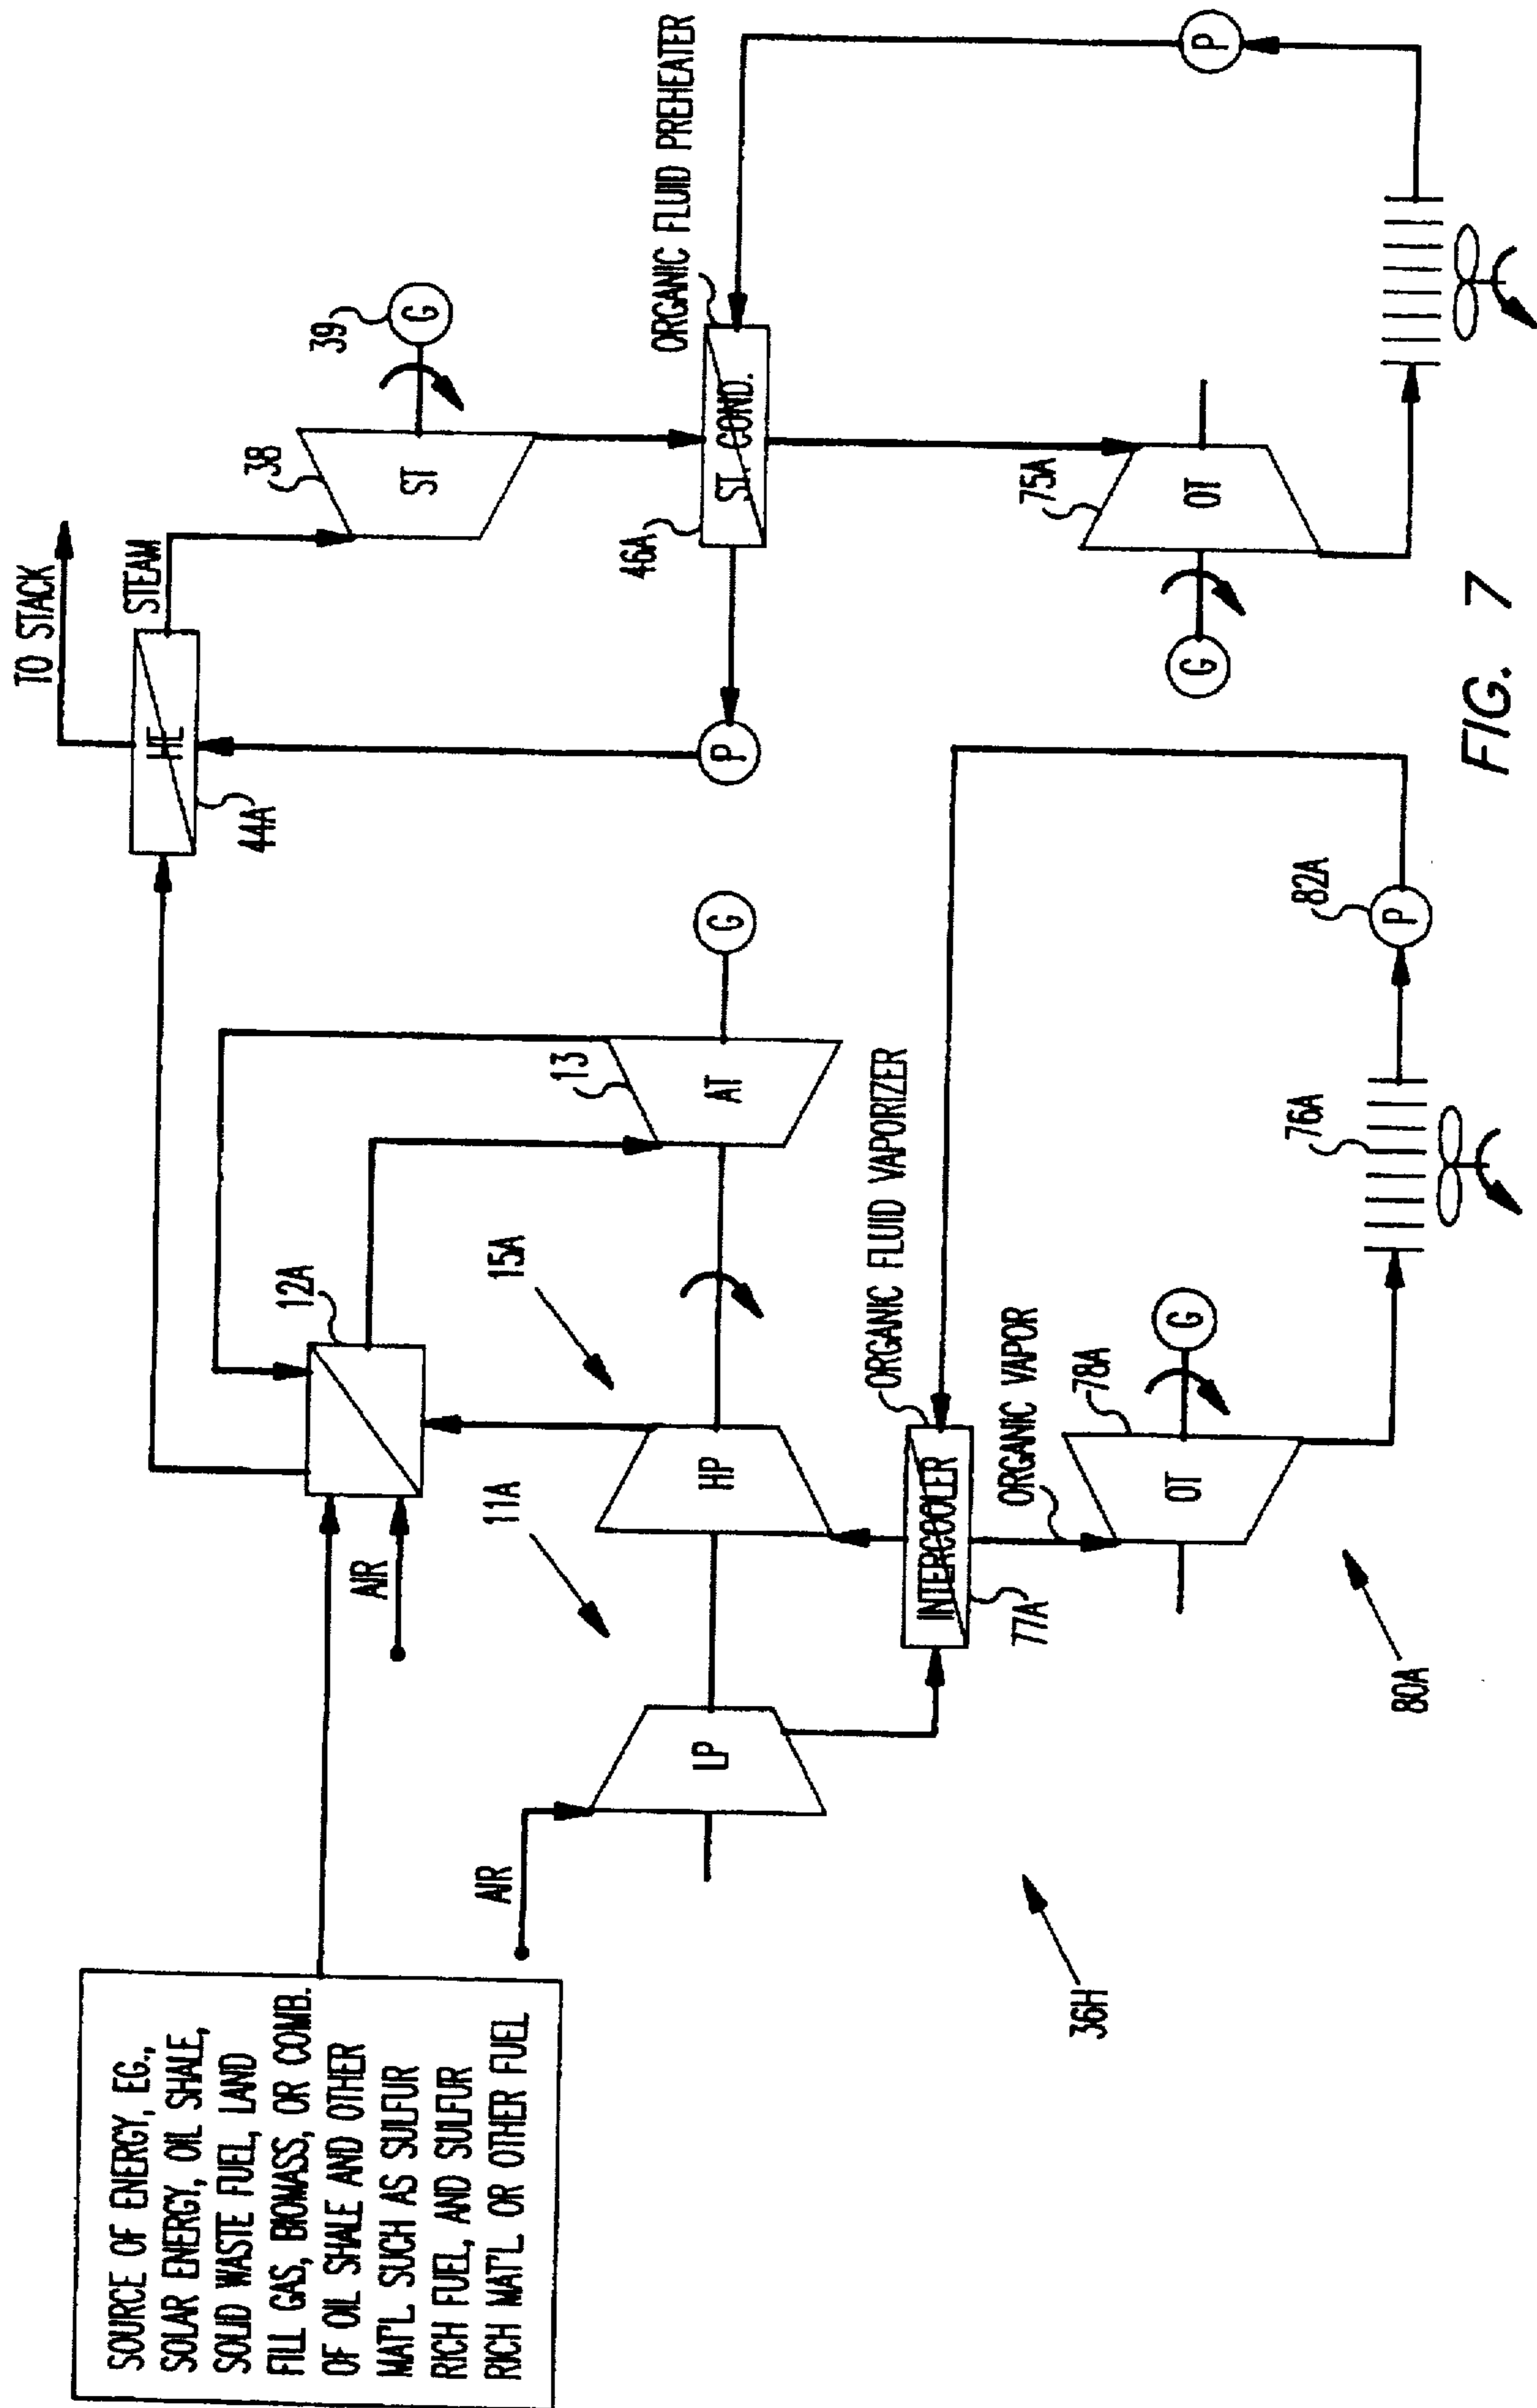 SOURCE OF ENERGY, EG.,
SOLAR ENERGY, OIL SHALE,
SOLID WASTE FUEL, LAND
FILL GAS, BIOMASS, OR COMB.
OF OIL SHALE AND OTHER
MAT'L SUCH AS SULFUR
RICH FUEL, AND SULFUR
RICH MAT'L OR OTHER FUEL
AIR
12A
TO STACK
HE
44A
STEAM
38
ST
39
G
AIR
LP
11A
HP
15A
13
AT
G
P
46A
ST COND.
ORGANIC FLUID PREHEATER
INTERCOOLER
77A
ORGANIC FLUID VAPORIZER
ORGANIC VAPOR
36H
80A
OT
78A
G
76A
82A
P
G
75A
OT
P
FIG. 7